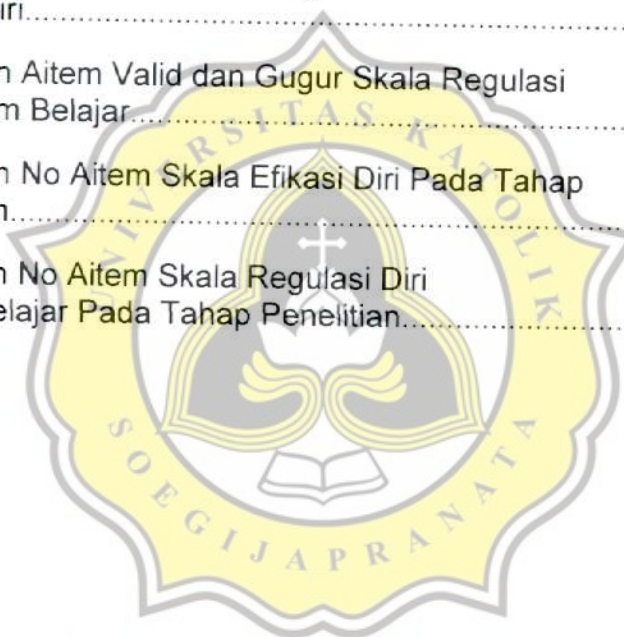 iri
n Aitem Valid dan Gugur Skala Regulasi
m Belajar
n No Aitem Skala Efikasi Diri Pada Tahap
n
n No Aitem Skala Regulasi Diri
elajar Pada Tahap Penelitian
UNIVERSITAS KATOLIK
SOEGIJAPRANATA